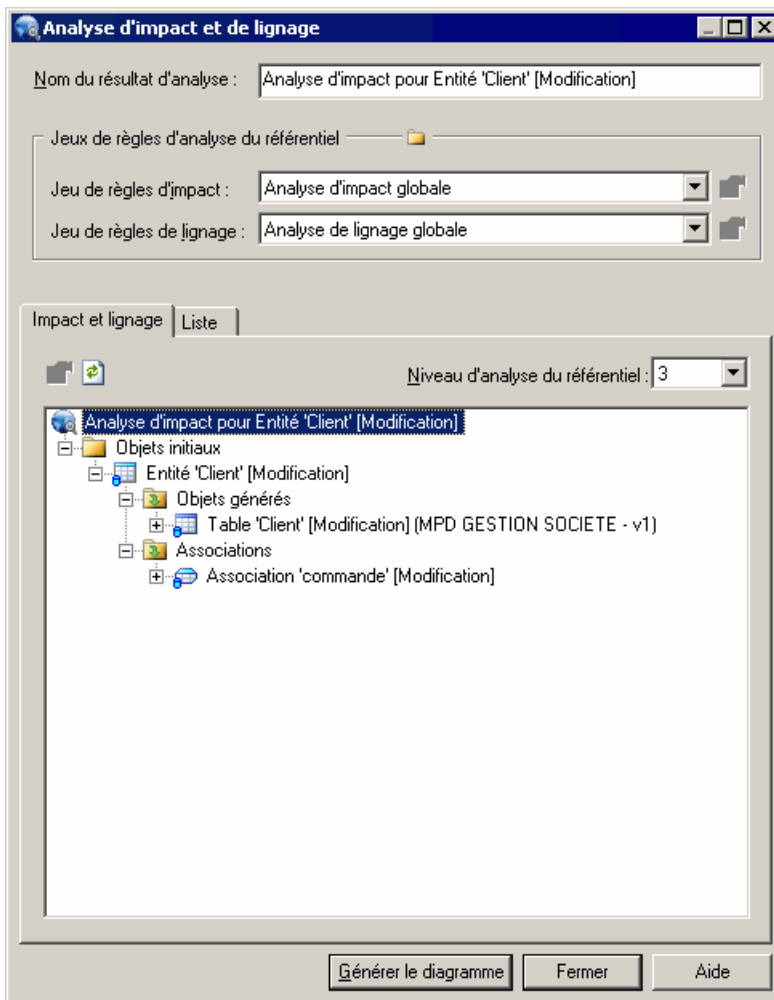 Analyse d'impact et de lignage
Nom du résultat d'analyse : Analyse d'impact pour Entité 'Client' [Modification]
Jeux de règles d'analyse du référentiel
Jeu de règles d'impact : Analyse d'impact globale
Jeu de règles de lignage : Analyse de lignage globale
Impact et lignage Liste
Niveau d'analyse du référentiel : 3
Analyse d'impact pour Entité 'Client' [Modification]
Objets initiaux
Entité 'Client' [Modification]
Objets générés
Table 'Client' [Modification] (MPD GESTION SOCIETE - v1)
Associations
Association 'commande' [Modification]
Générer le diagramme Fermer Aide